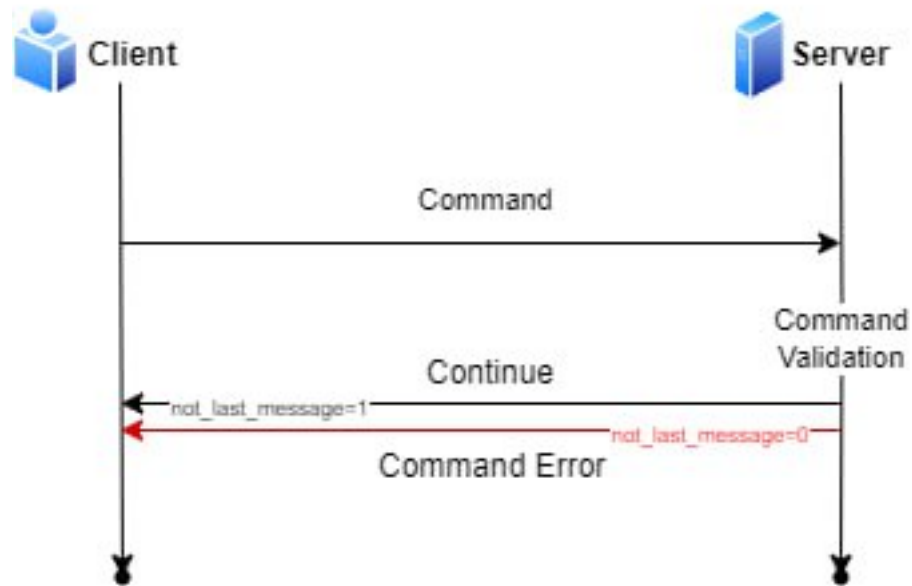 Client
Server
Command
Command
Validation
Continue
not_last_message=1
not_last_message=0
Command Error